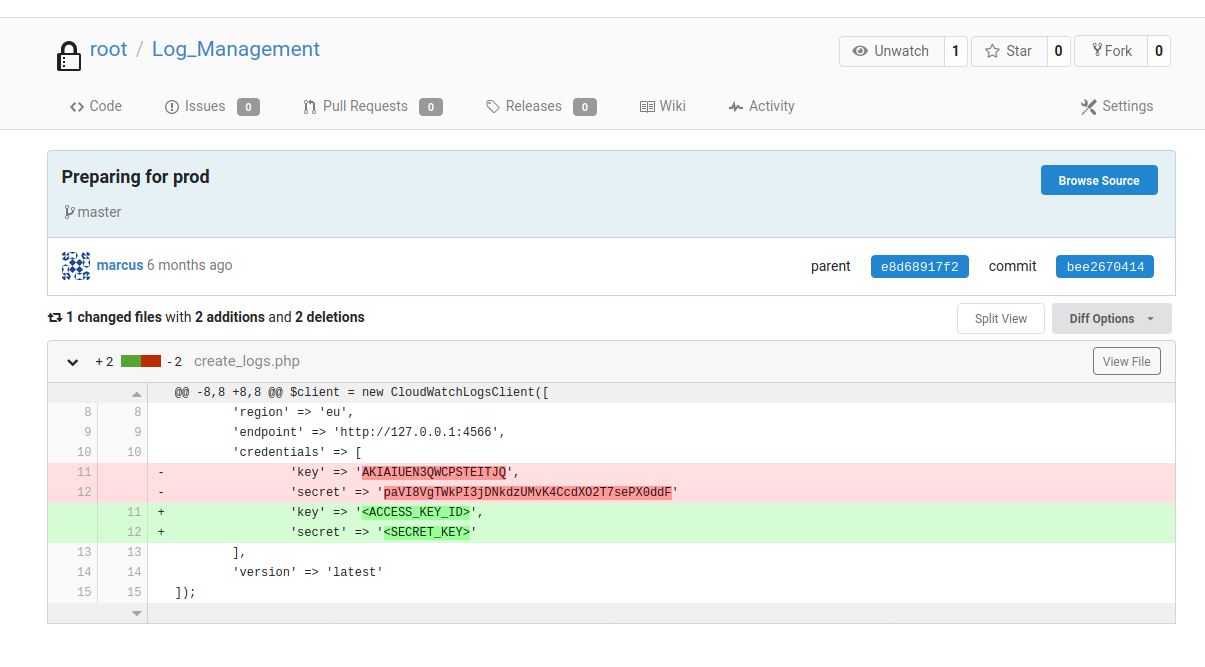 root / Log_Management
Unwatch 1 Star 0 Fork 0
Code Issues 0 Pull Requests 0 Releases 0 Wiki Activity Settings
Preparing for prod
Browse Source
master
marcus 6 months ago parent e8d68917f2 commit bee2670414
1 changed files with 2 additions and 2 deletions Split View Diff Options
+ 2 - 2 create_logs.php View File
@@ -8,8 +8,8 @@ $client = new CloudWatchLogsClient([
8 8 'region' => 'eu',
9 9 'endpoint' => 'http://127.0.0.1:4566',
10 10 'credentials' => [
11 - 'key' => 'AKIAIUEN3QWCPSTEITJQ',
12 - 'secret' => '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'
11 + 'key' => '<ACCESS_KEY_ID>',
12 + 'secret' => '<SECRET_KEY>'
13 13 ],
14 14 'version' => 'latest'
15 15 ]);